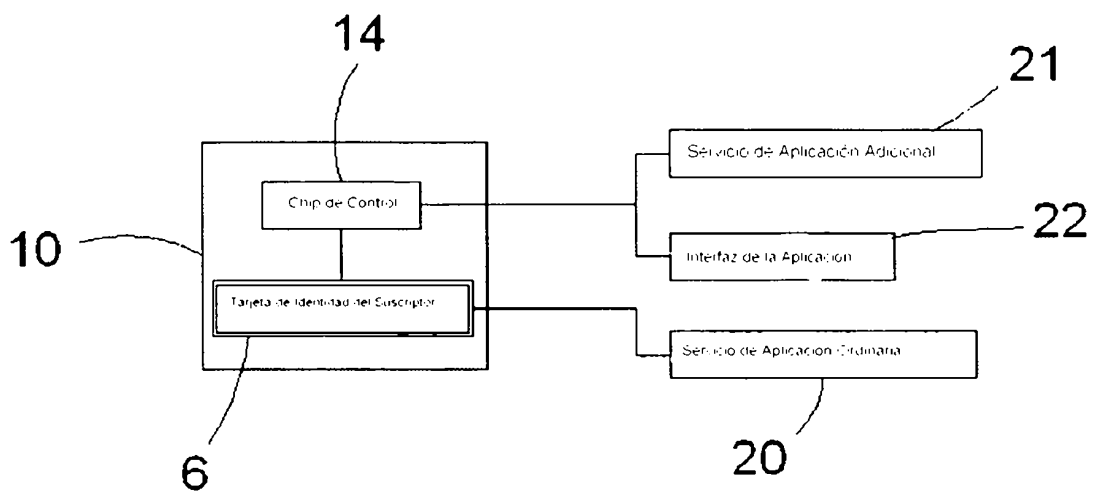 14
21
Servicio de Aplicación Adicional
Chip de Control
10
22
Interfaz de la Aplicación
Tarjeta de Identidad del Suscriptor
Servicio de Aplicación Ordinaria
6
20